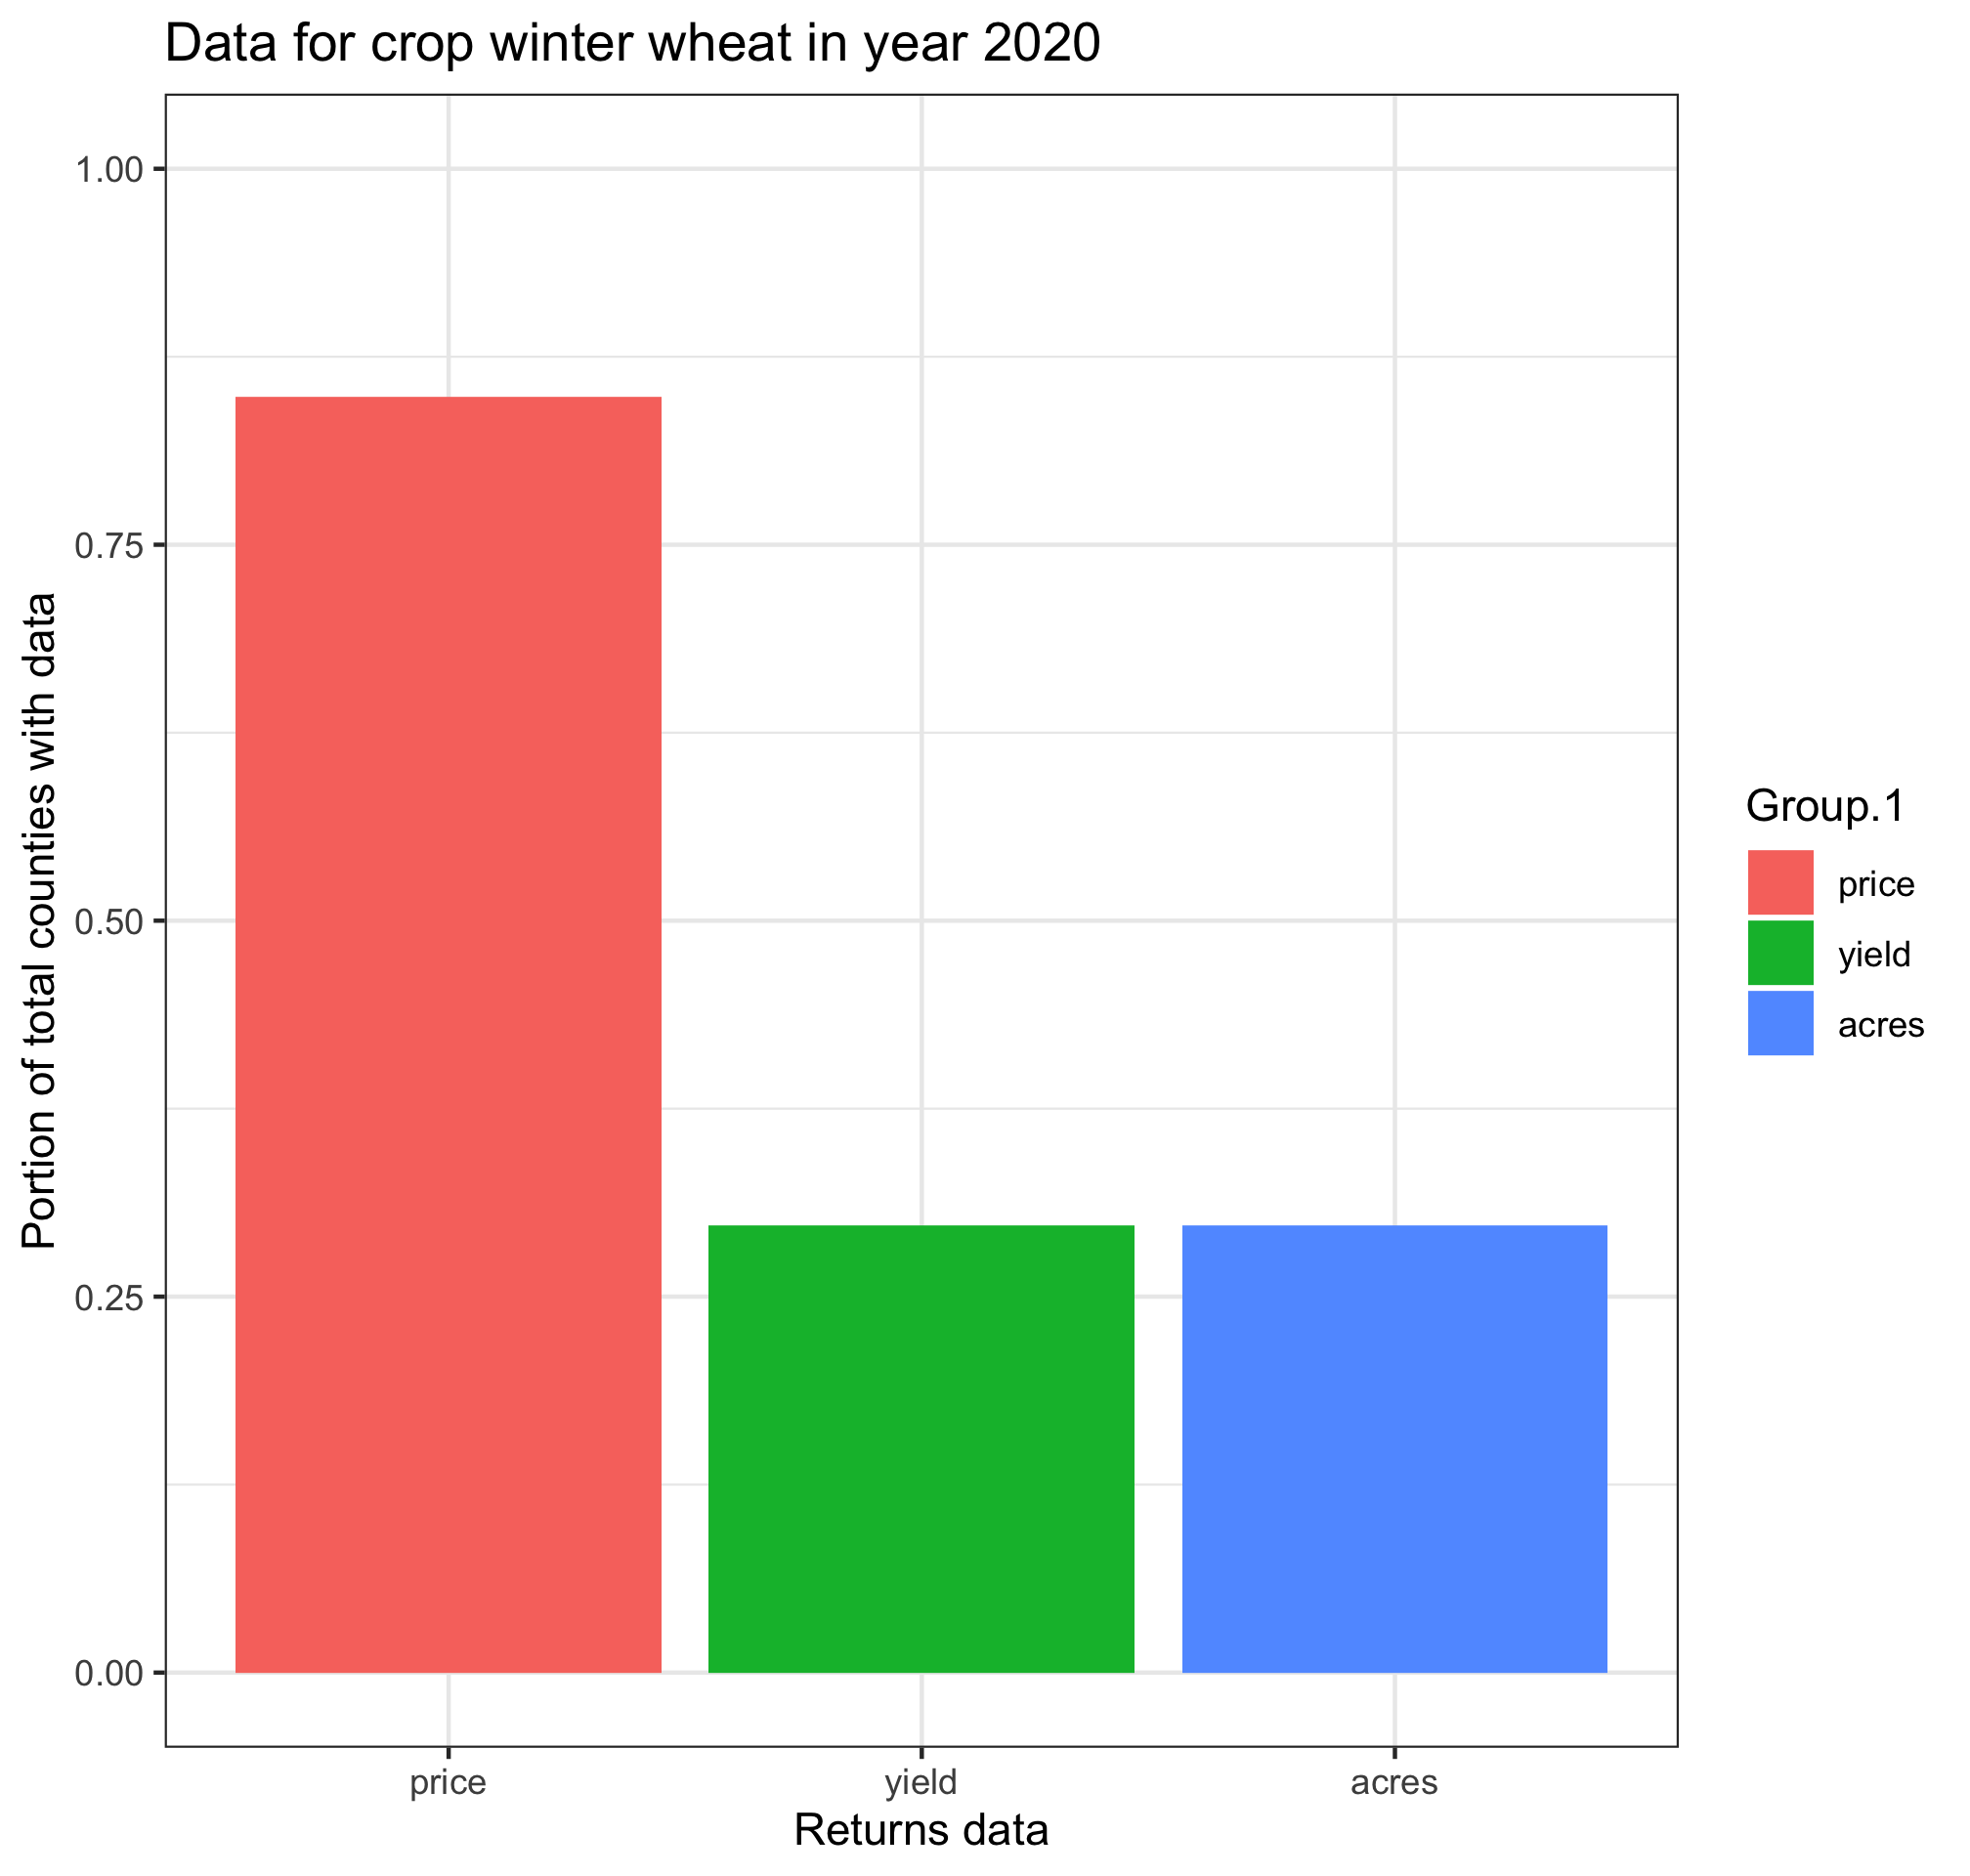 Data for crop winter wheat in year 2020
Portion of total counties with data
1.00
0.75
0.50
0.25
0.00
price
yield
acres
Returns data
Group.1
price
yield
acres